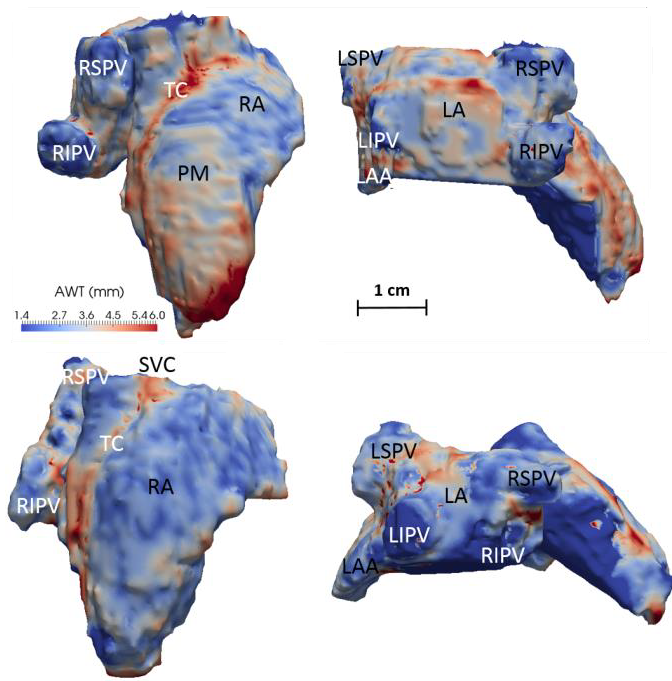 RSPV
TC
RA
RIPV
PM
AWT (mm)
1.4 2.7 3.6 4.5 5.4 6.0
LSPV
RSPV
LA
LIPV
RIPV
LAA
1 cm
SVC
RSPV
TC
RA
RIPV
LSPV
LA
RSPV
LIPV
RIPV
LAA